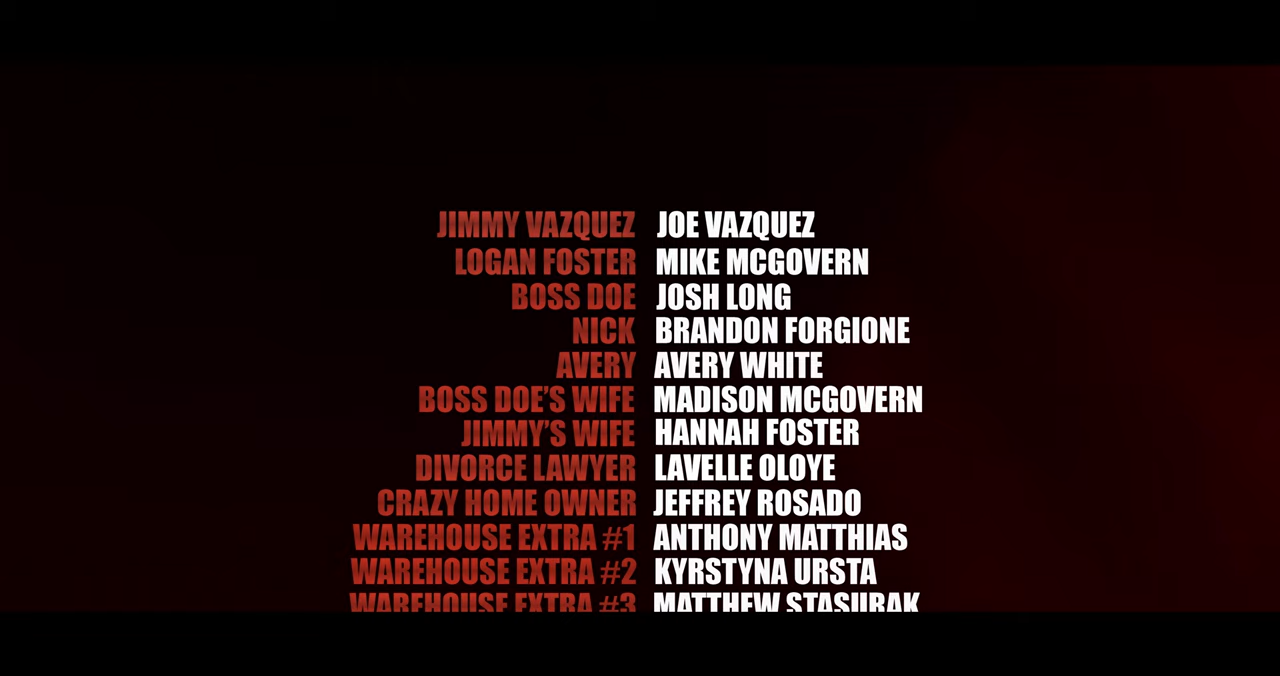 JIMMY VAZQUEZ JOE VAZQUEZ
LOGAN FOSTER MIKE MCGOVERN
BOSS DOE JOSH LONG
NICK BRANDON FORGIONE
AVERY AVERY WHITE
BOSS DOE'S WIFE MADISON MCGOVERN
JIMMY'S WIFE HANNAH FOSTER
DIVORCE LAWYER LAVELLE OLOYE
CRAZY HOME OWNER JEFFREY ROSADO
WAREHOUSE EXTRA #1 ANTHONY MATTHIAS
WAREHOUSE EXTRA #2 KYRSTYNA URSTA
WAREHOUSE EXTRA #3 MATTHEW